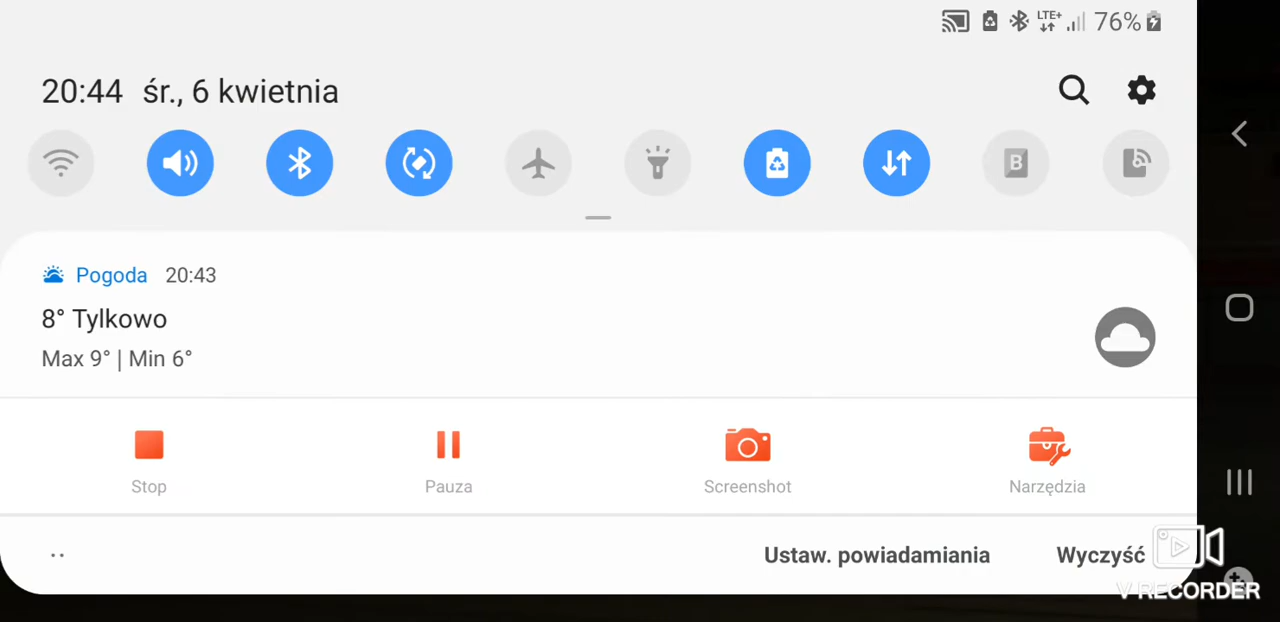 LTE+ 76%
20:44 śr., 6 kwietnia
B
Pogoda 20:43
8° Tylkowo
Max 9° | Min 6°
Stop Pauza Screenshot Narzędzia
Ustaw. powiadamiania Wyczyść
V RECORDER